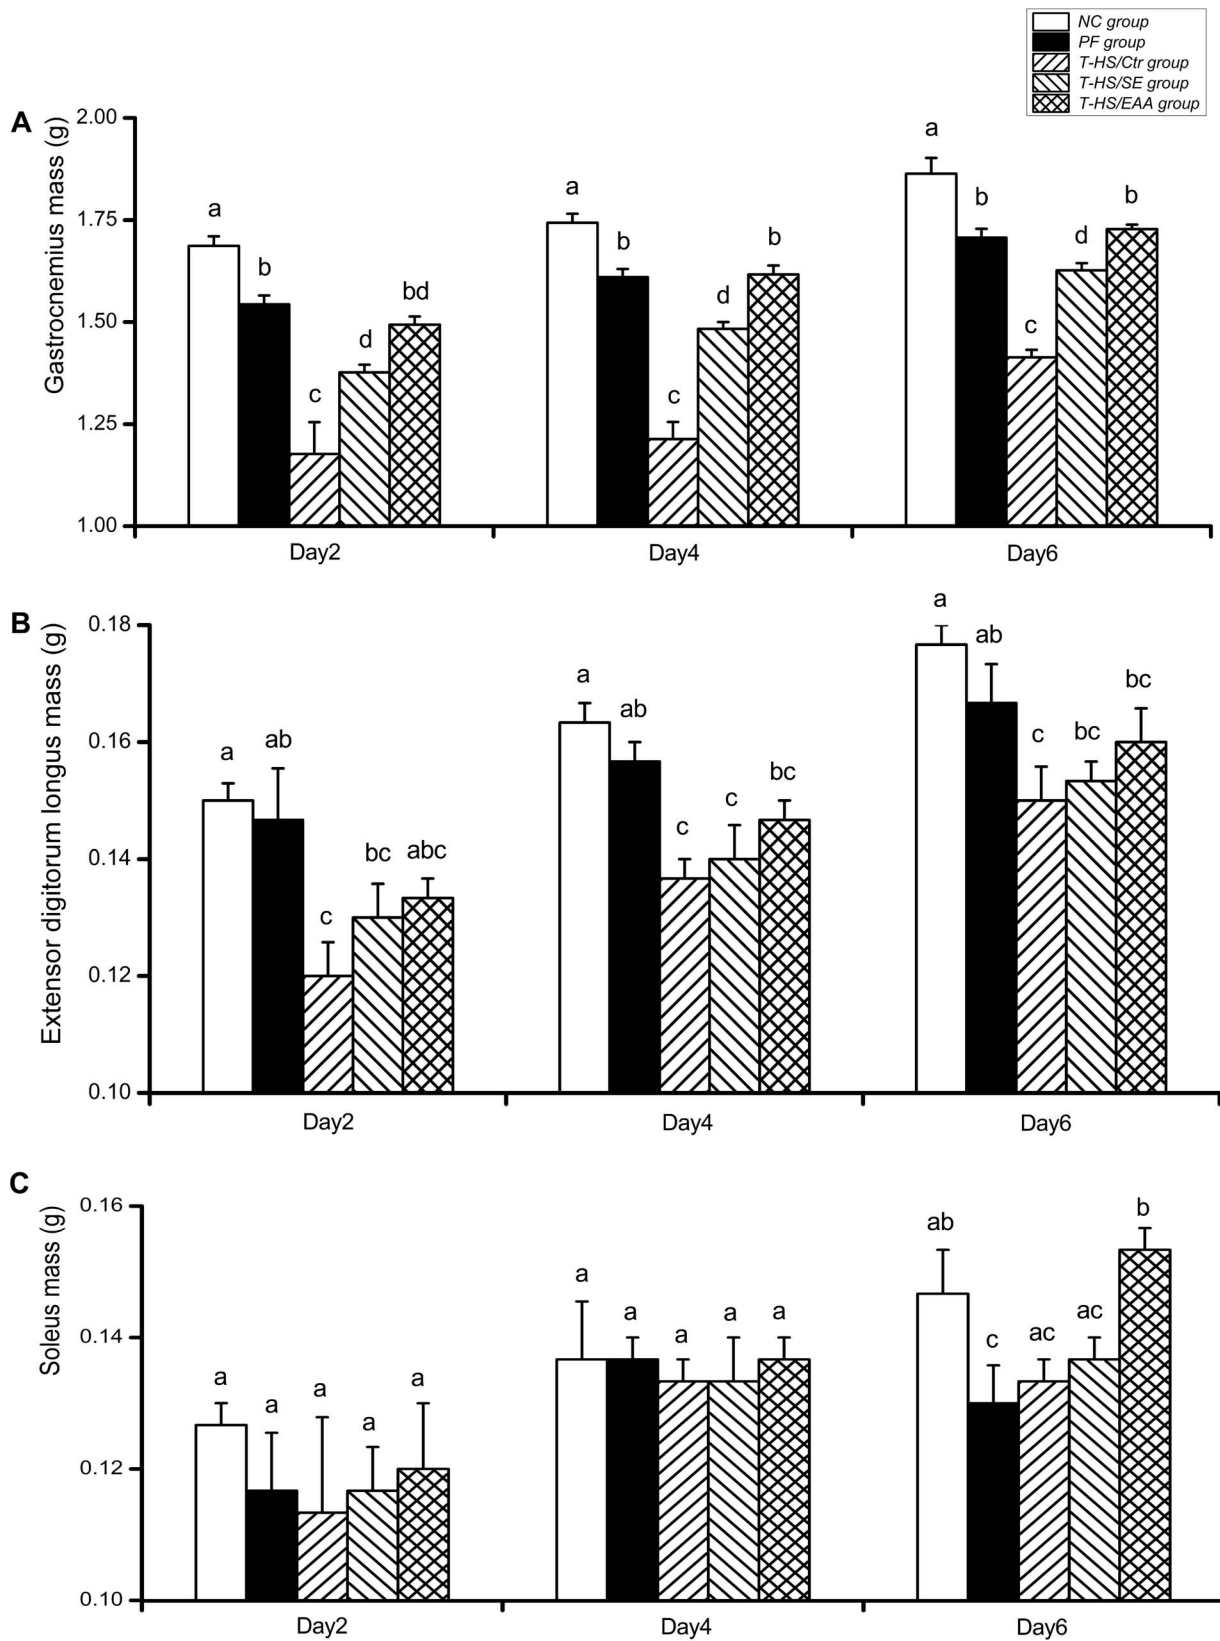 NC group
PF group
T-HS/Ctr group
T-HS/SE group
T-HS/EAA group
A
Gastrocnemius mass (g)
2.00
1.75
1.50
1.25
1.00
a
b
c
d
bd
a
b
c
d
b
a
b
c
d
b
Day2
Day4
Day6
B
Extensor digitorum longus mass (g)
0.18
0.16
0.14
0.12
0.10
a
ab
c
bc
abc
a
ab
c
c
bc
a
ab
c
bc
bc
Day2
Day4
Day6
C
Soleus mass (g)
0.16
0.14
0.12
0.10
a
a
a
a
a
a
a
a
a
a
ab
c
ac
ac
b
Day2
Day4
Day6